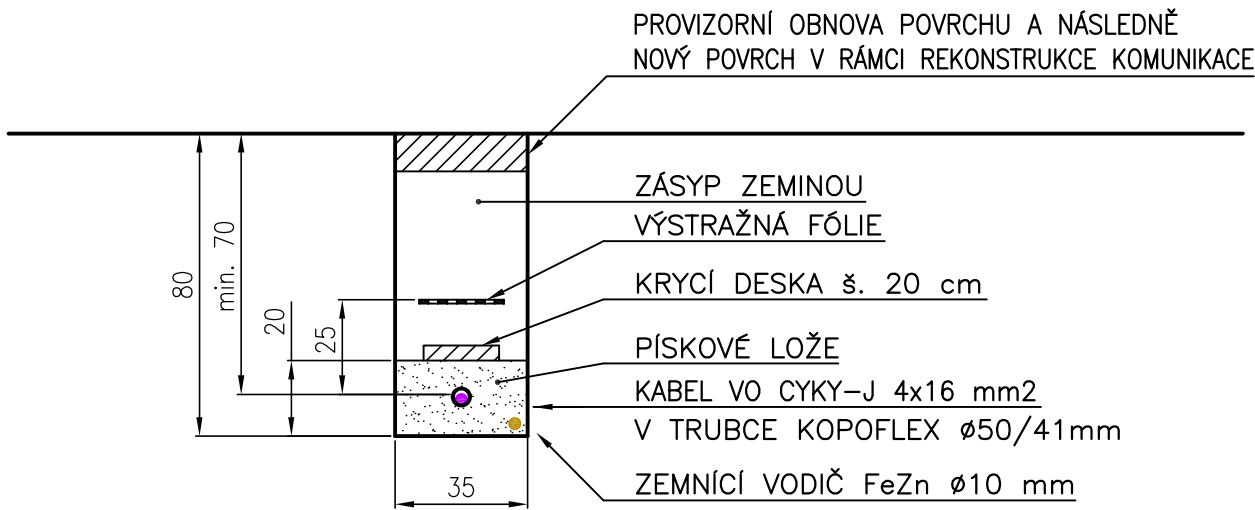 PROVIZORNÍ OBNOVA POVRCHU A NÁSLEDNĚ
NOVÝ POVRCH V RÁMCI REKONSTRUKCE KOMUNIKACE
ZÁSYP ZEMINOU
VÝSTRAŽNÁ FÓLIE
KRYCÍ DESKA š. 20 cm
PÍSKOVÉ LOŽE
KABEL VO CYKY-J 4x16 mm2
V TRUBCE KOPOFLEX ø50/41mm
ZEMNÍCÍ VODIČ FeZn ø10 mm
80
min. 70
20
25
35